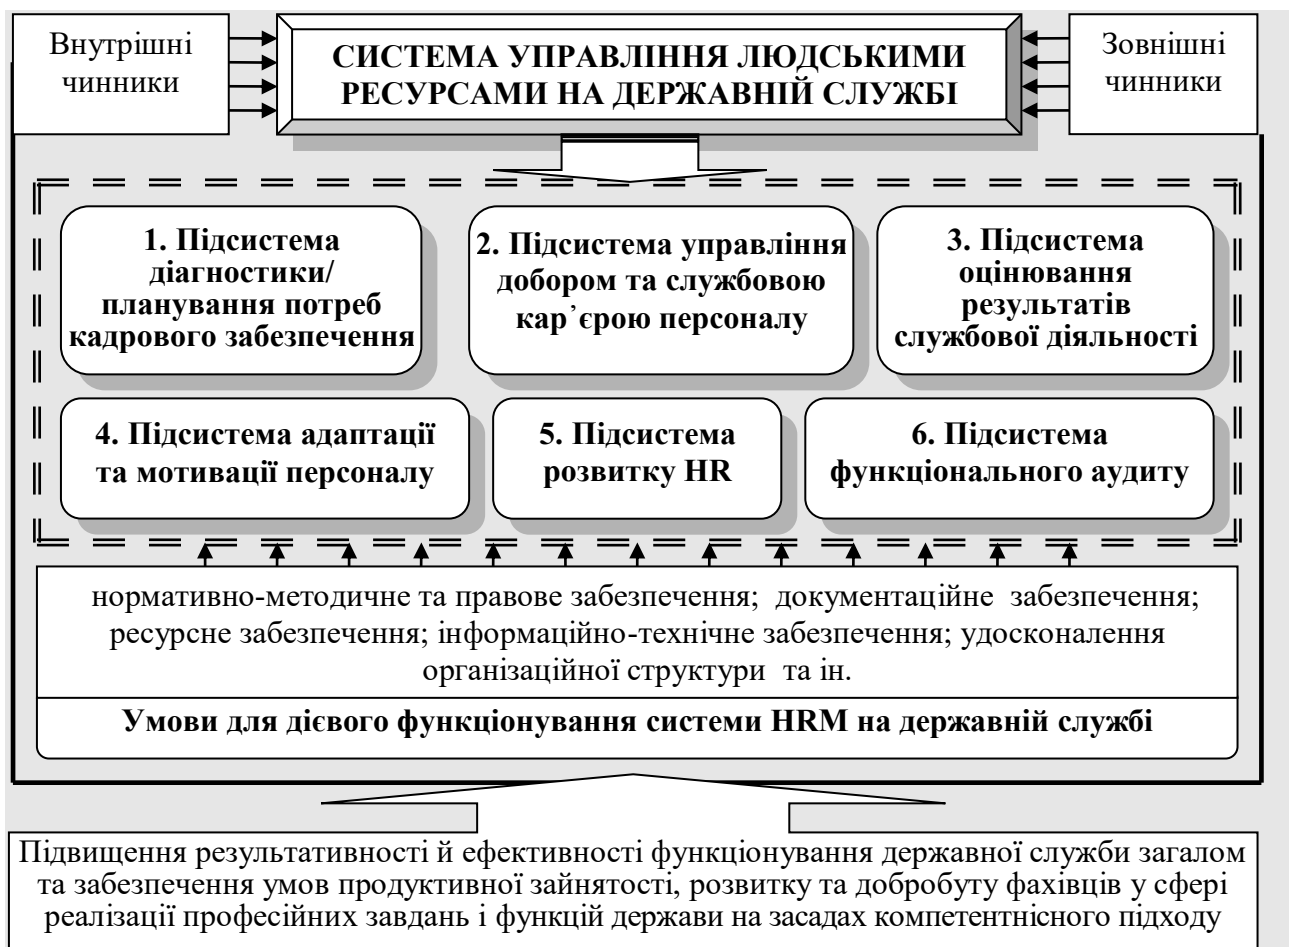 Внутрішні
чинники
СИСТЕМА УПРАВЛІННЯ ЛЮДСЬКИМИ
РЕСУРСАМИ НА ДЕРЖАВНІЙ СЛУЖБІ
Зовнішні
чинники
1. Підсистема
діагностики/
планування потреб
кадрового забезпечення
2. Підсистема управління
добором та службовою
кар’єрою персоналу
3. Підсистема
оцінювання
результатів
службової діяльності
4. Підсистема адаптації
та мотивації персоналу
5. Підсистема
розвитку HR
6. Підсистема
функціонального аудиту
нормативно-методичне та правове забезпечення; документаційне забезпечення;
ресурсне забезпечення; інформаційно-технічне забезпечення; удосконалення
організаційної структури та ін.
Умови для дієвого функціонування системи HRM на державній службі
Підвищення результативності й ефективності функціонування державної служби загалом
та забезпечення умов продуктивної зайнятості, розвитку та добробуту фахівців у сфері
реалізації професійних завдань і функцій держави на засадах компетентнісного підходу